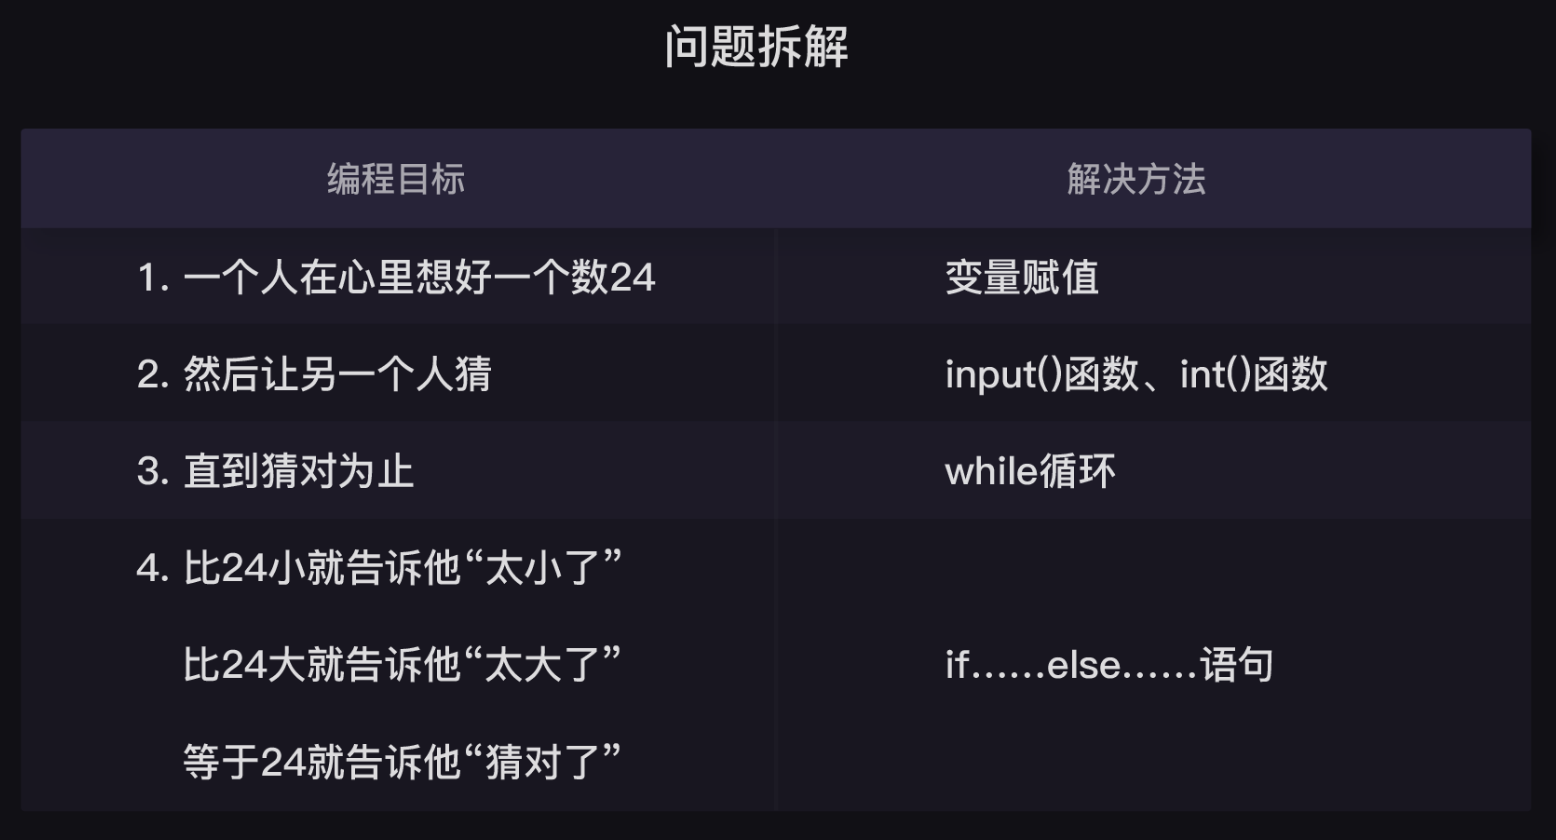 问题拆解
编程目标 解决方法
1. 一个人在心里想好一个数24 变量赋值
2. 然后让另一个人猜 input()函数、int()函数
3. 直到猜对为止 while循环
4. 比24小就告诉他“太小了”
比24大就告诉他“太大了” if……else……语句
等于24就告诉他“猜对了”